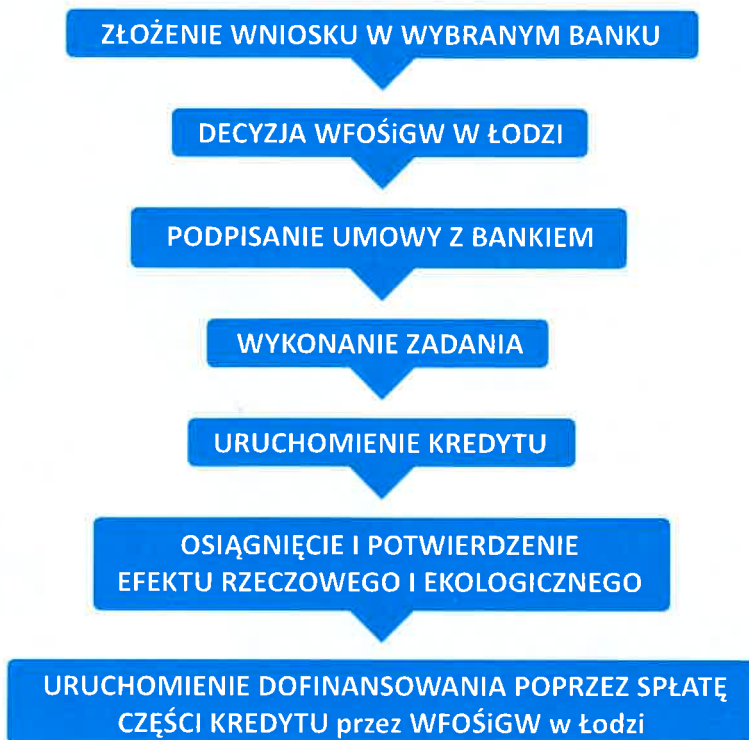 ZŁOŻENIE WNIOSKU W WYBRANYM BANKU
DECYZJA WFOŚiGW W ŁODZI
PODPISANIE UMOWY Z BANKIEM
WYKONANIE ZADANIA
URUCHOMIENIE KREDYTU
OSIĄGNIĘCIE I POTWIERDZENIE
EFEKTU RZECZOWEGO I EKOLOGICZNEGO
URUCHOMIENIE DOFINANSOWANIA POPRZEZ SPŁATĘ
CZĘŚCI KREDYTU przez WFOŚiGW w Łodzi